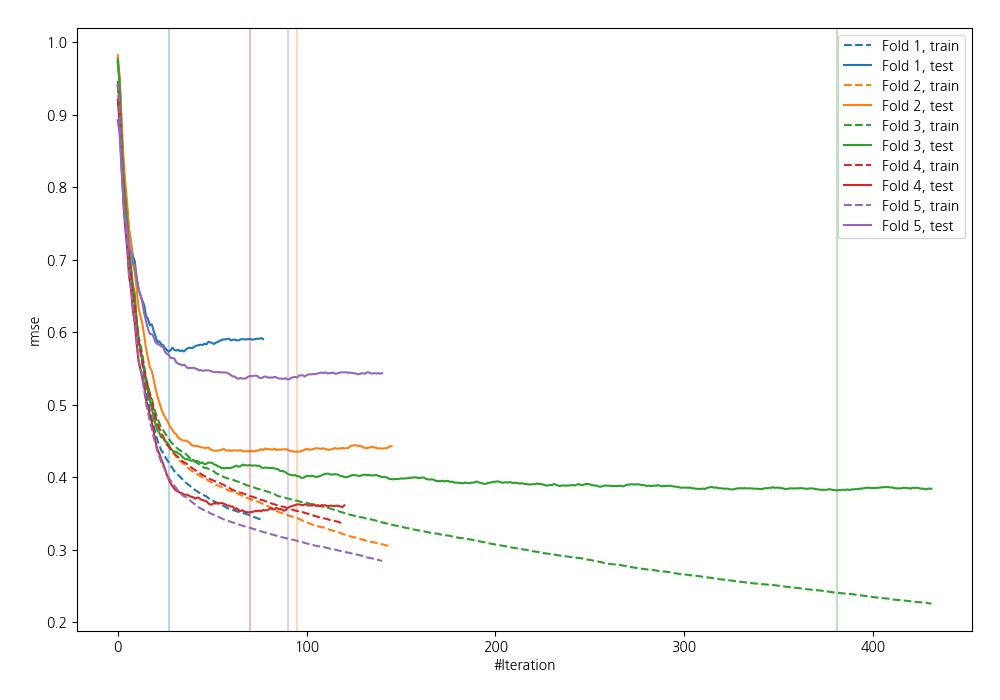 1.0
0.9
0.8
0.7
0.6
0.5
0.4
0.3
0.2
rmse
0
100
200
300
400
#Iteration
Fold 1, train
Fold 1, test
Fold 2, train
Fold 2, test
Fold 3, train
Fold 3, test
Fold 4, train
Fold 4, test
Fold 5, train
Fold 5, test